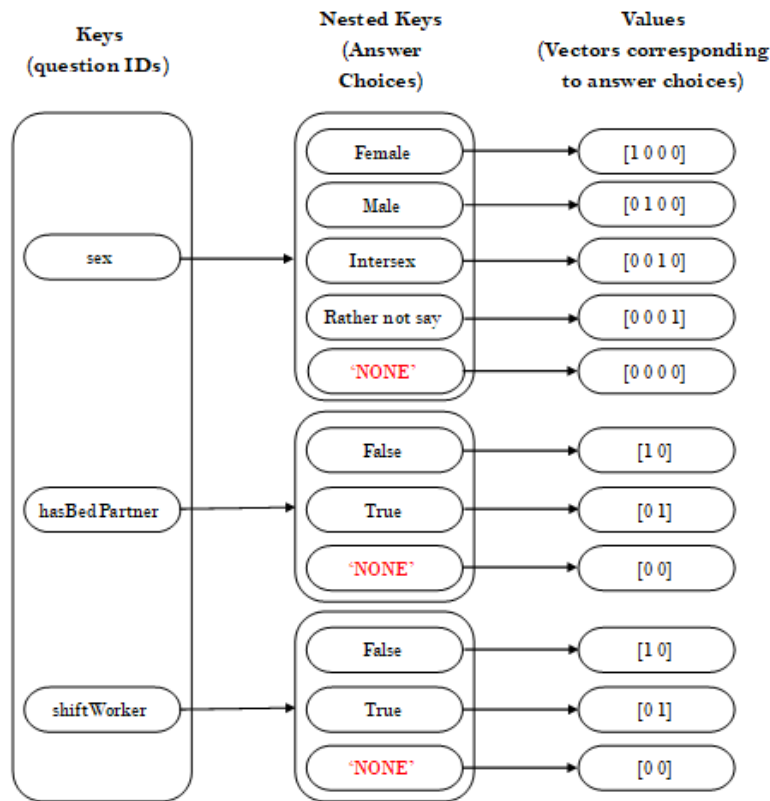 Keys
(question IDs)
Nested Keys
(Answer
Choices)
Values
(Vectors corresponding
to answer choices)
sex
Female
[1 0 0 0]
Male
[0 1 0 0]
Intersex
[0 0 1 0]
Rather not say
[0 0 0 1]
‘NONE’
[0 0 0 0]
hasBedPartner
False
[1 0]
True
[0 1]
‘NONE’
[0 0]
shiftWorker
False
[1 0]
True
[0 1]
‘NONE’
[0 0]